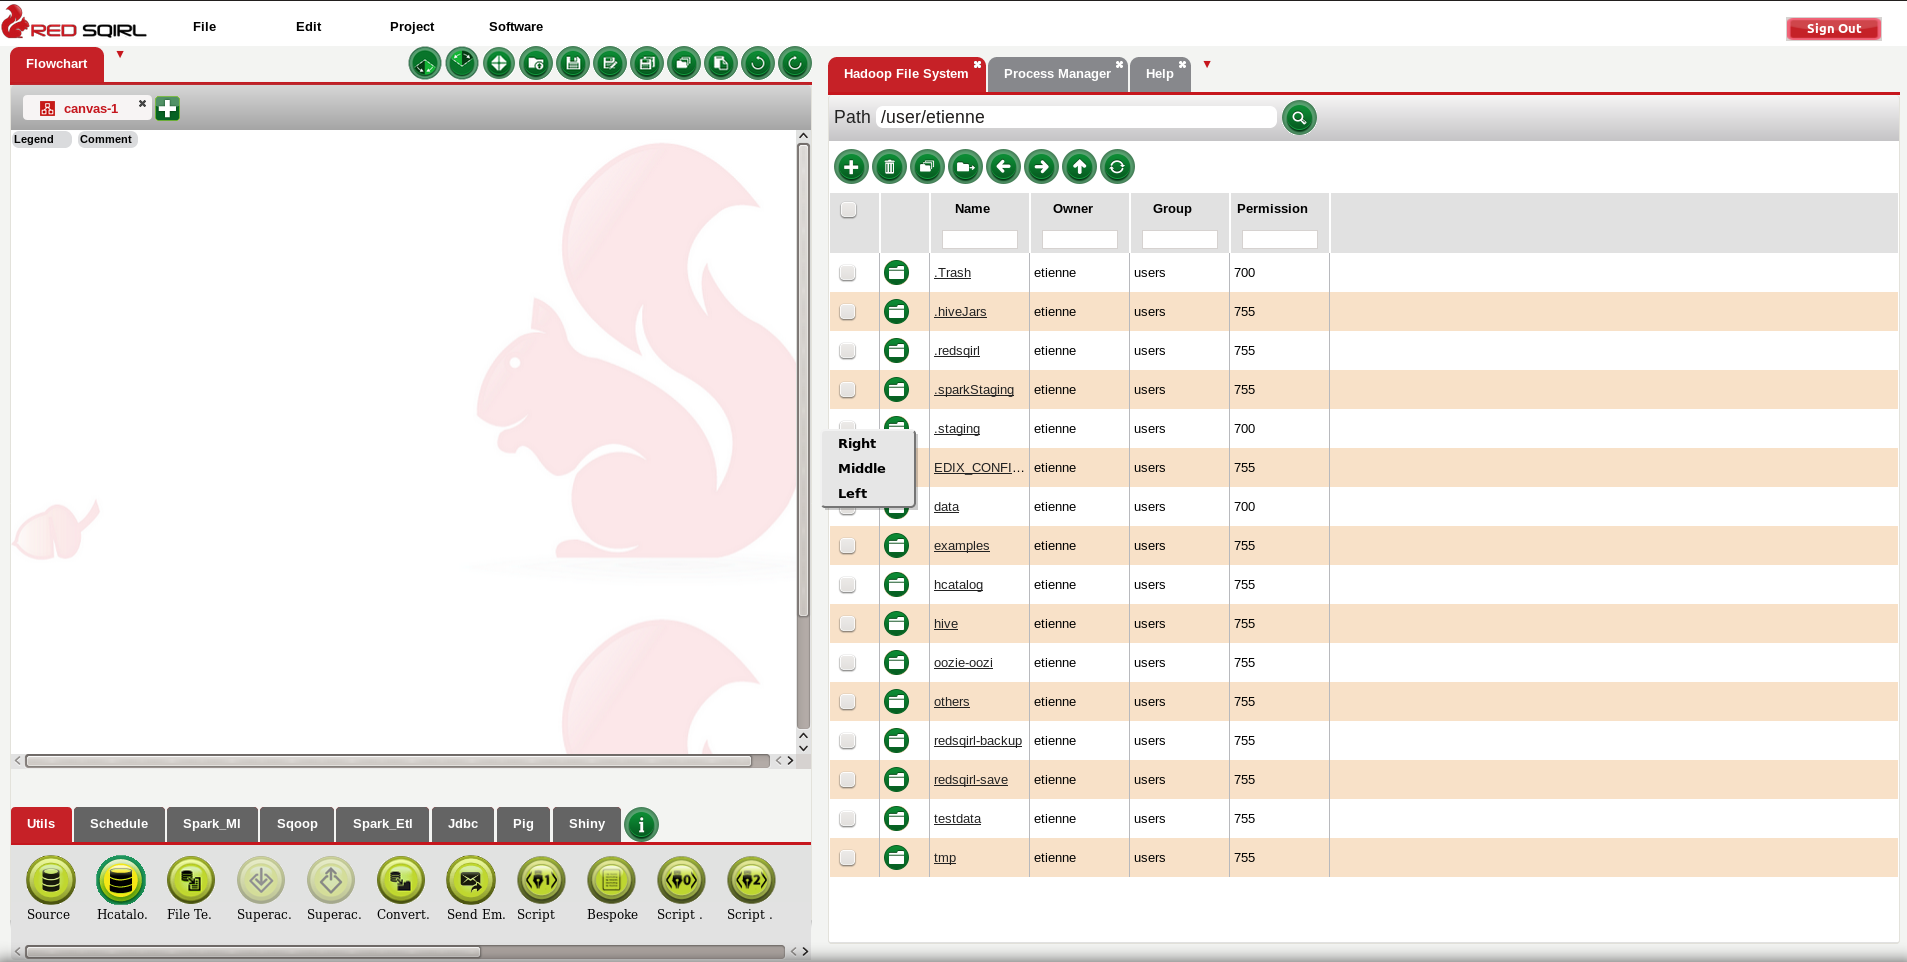 RED SQIRL
File Edit Project Software
Sign Out
Flowchart
canvas-1
Legend Comment
Utils Schedule Spark_Ml Sqoop Spark_Etl Jdbc Pig Shiny
Source Hcatalo. File Te. Superac. Superac. Convert. Send Em. Script Bespoke Script . Script .
Hadoop File System Process Manager Help
Path /user/etienne
Name Owner Group Permission
.Trash etienne users 700
.hiveJars etienne users 755
.redsqirl etienne users 755
.sparkStaging etienne users 755
.staging etienne users 700
EDIX_CONFI… etienne users 755
data etienne users 700
examples etienne users 755
hcatalog etienne users 755
hive etienne users 755
oozie-oozi etienne users 755
others etienne users 755
redsqirl-backup etienne users 755
redsqirl-save etienne users 755
testdata etienne users 755
tmp etienne users 755
Right
Middle
Left